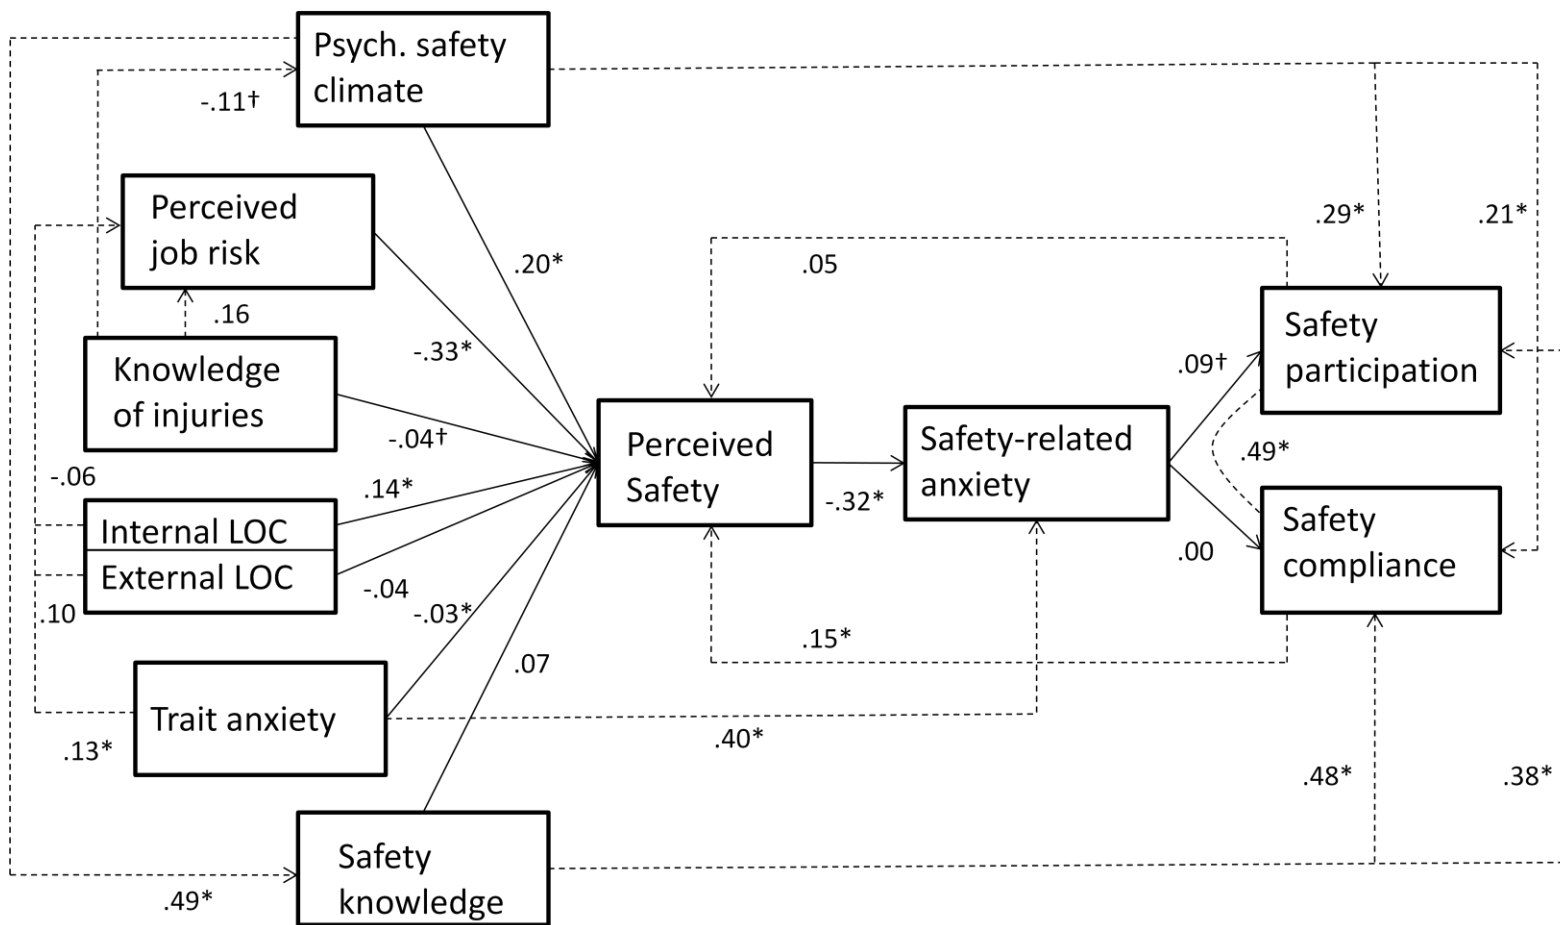 Psych. safety
climate
-.11†
Perceived
job risk
.20*
.29*
.21*
.05
.16
-.33*
Knowledge
of injuries
-.04†
Safety
participation
.09†
-.06
.14*
Perceived
Safety
-.32*
Safety-related
anxiety
.49*
Internal LOC
External LOC
-.04
.00
Safety
compliance
.10
-.03*
.15*
.07
Trait anxiety
.13*
.40*
.48*
.38*
Safety
knowledge
.49*